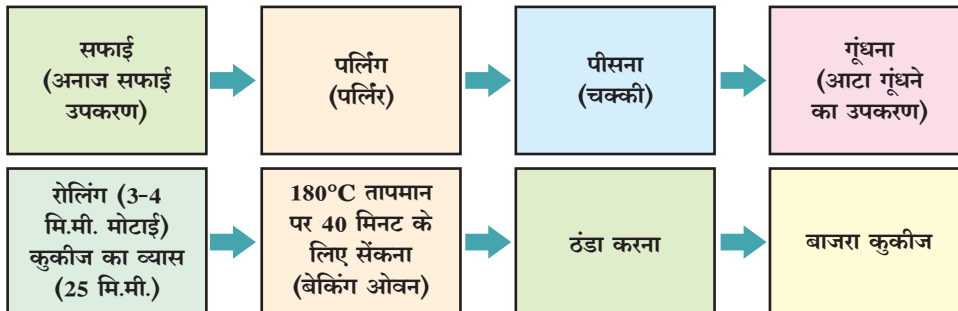 सफाई
(अनाज सफाई
उपकरण)
पर्लिंग
(पर्लिंर)
पीसना
(चक्की)
गूंधना
(आटा गूंधने
का उपकरण)
रोलिंग (3-4
मि.मी. मोटाई)
कुकीज का व्यास
(25 मि.मी.)
180°C तापमान
पर 40 मिनट के
लिए सेंकना
(बेकिंग ओवन)
ठंडा करना
बाजरा कुकीज